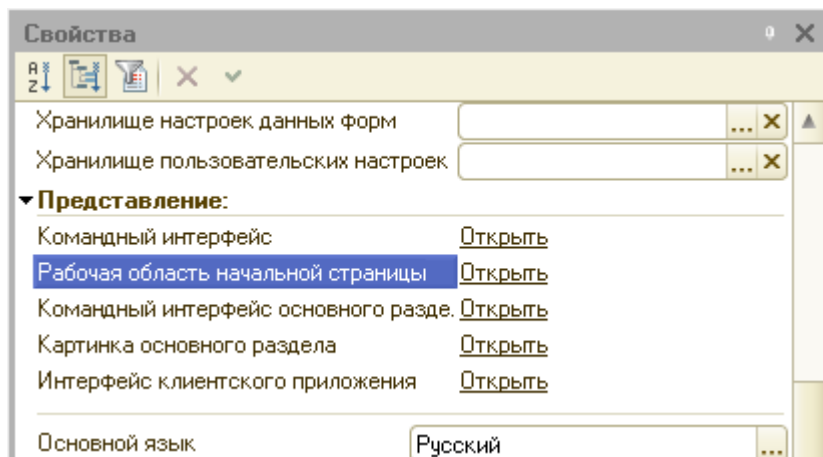 Свойства
Хранилище настроек данных форм ...
Хранилище пользовательских настроек ...
Представление:
Командный интерфейс Открыть
Рабочая область начальной страницы Открыть
Командный интерфейс основного разде. Открыть
Картинка основного раздела Открыть
Интерфейс клиентского приложения Открыть
Основной язык Русский ...